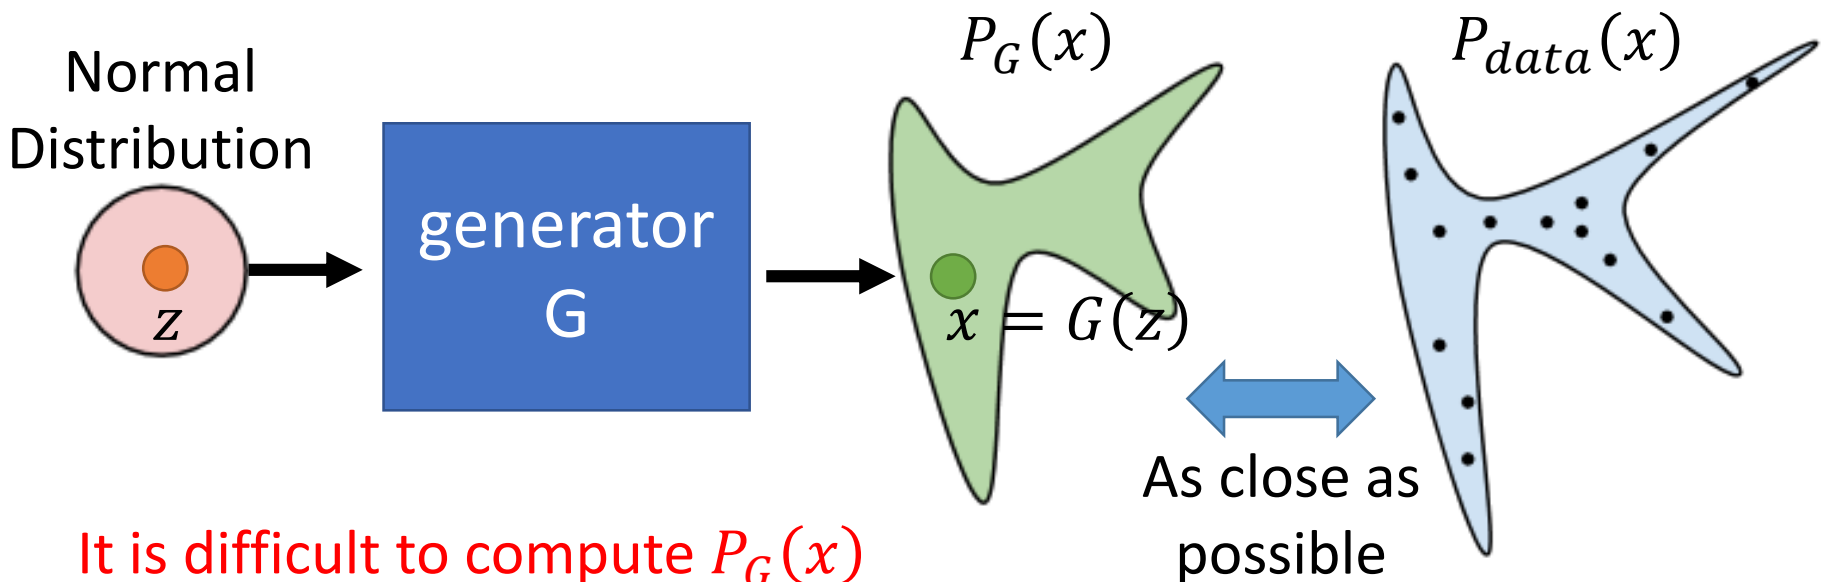 Normal
Distribution
z
generator
G
P_G(x)
x = G(z)
P_data(x)
As close as
possible
It is difficult to compute P_G(x)